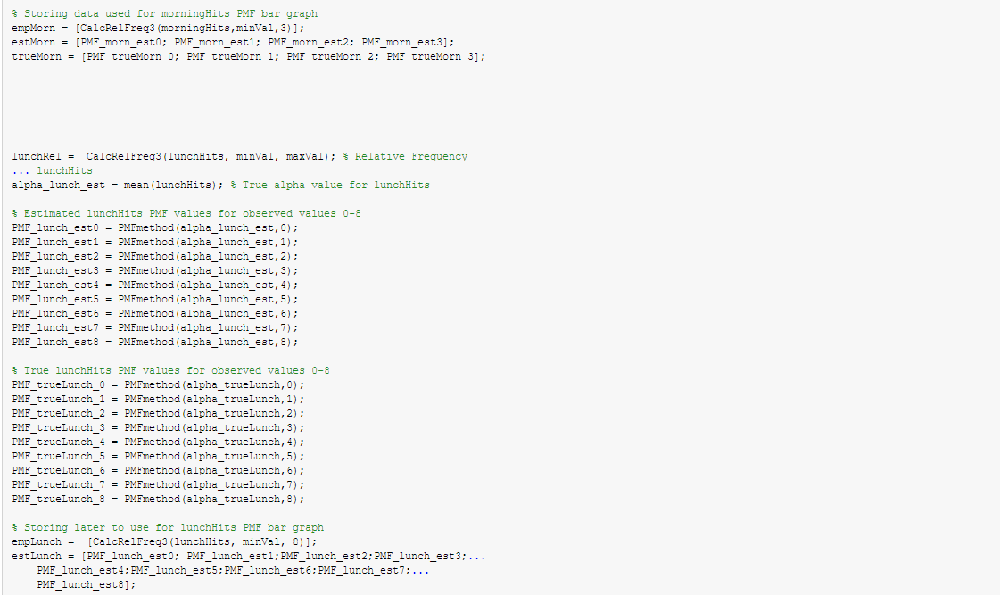 % Storing data used for morningHits PMF bar graph
empMorn = [CalcRelFreq3(morningHits,minVal,3)];
estMorn = [PMF_morn_est0; PMF_morn_est1; PMF_morn_est2; PMF_morn_est3];
trueMorn = [PMF_trueMorn_0; PMF_trueMorn_1; PMF_trueMorn_2; PMF_trueMorn_3];
lunchRel =  CalcRelFreq3(lunchHits, minVal, maxVal); % Relative Frequency
... lunchHits
alpha_lunch_est = mean(lunchHits); % True alpha value for lunchHits
% Estimated lunchHits PMF values for observed values 0-8
PMF_lunch_est0 = PMFmethod(alpha_lunch_est,0);
PMF_lunch_est1 = PMFmethod(alpha_lunch_est,1);
PMF_lunch_est2 = PMFmethod(alpha_lunch_est,2);
PMF_lunch_est3 = PMFmethod(alpha_lunch_est,3);
PMF_lunch_est4 = PMFmethod(alpha_lunch_est,4);
PMF_lunch_est5 = PMFmethod(alpha_lunch_est,5);
PMF_lunch_est6 = PMFmethod(alpha_lunch_est,6);
PMF_lunch_est7 = PMFmethod(alpha_lunch_est,7);
PMF_lunch_est8 = PMFmethod(alpha_lunch_est,8);
% True lunchHits PMF values for observed values 0-8
PMF_trueLunch_0 = PMFmethod(alpha_trueLunch,0);
PMF_trueLunch_1 = PMFmethod(alpha_trueLunch,1);
PMF_trueLunch_2 = PMFmethod(alpha_trueLunch,2);
PMF_trueLunch_3 = PMFmethod(alpha_trueLunch,3);
PMF_trueLunch_4 = PMFmethod(alpha_trueLunch,4);
PMF_trueLunch_5 = PMFmethod(alpha_trueLunch,5);
PMF_trueLunch_6 = PMFmethod(alpha_trueLunch,6);
PMF_trueLunch_7 = PMFmethod(alpha_trueLunch,7);
PMF_trueLunch_8 = PMFmethod(alpha_trueLunch,8);
% Storing later to use for lunchHits PMF bar graph
empLunch =  [CalcRelFreq3(lunchHits, minVal, 8)];
estLunch = [PMF_lunch_est0; PMF_lunch_est1;PMF_lunch_est2;PMF_lunch_est3;...
    PMF_lunch_est4;PMF_lunch_est5;PMF_lunch_est6;PMF_lunch_est7;...
    PMF_lunch_est8];